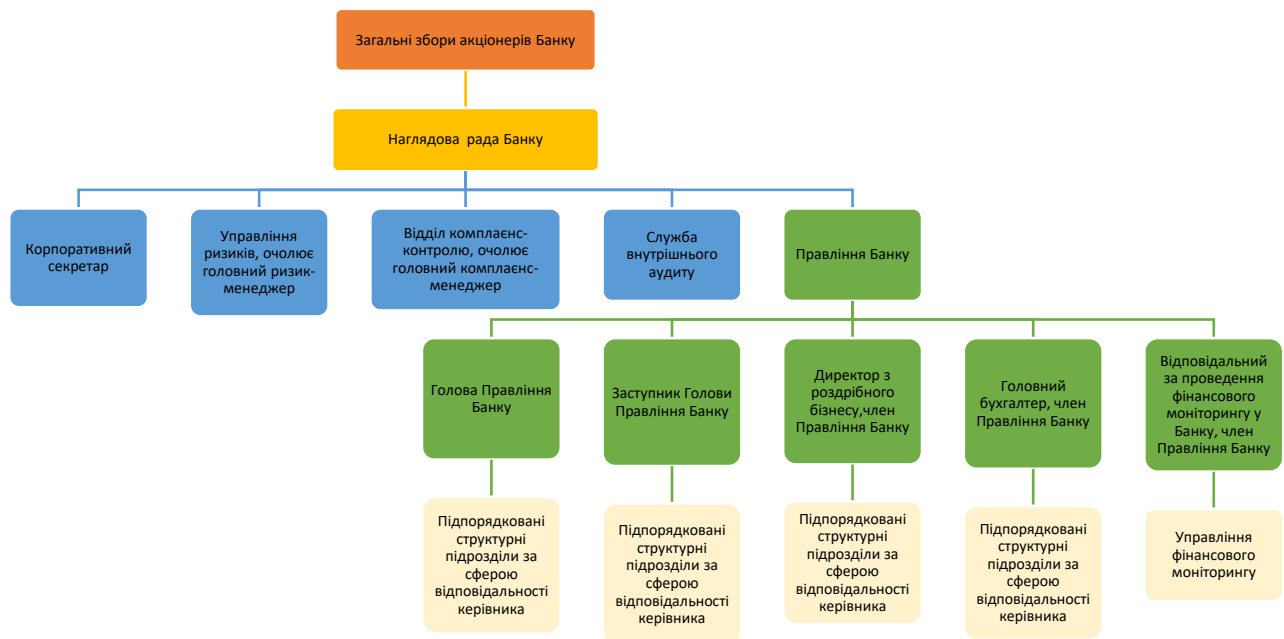 Загальні збори акціонерів Банку
Наглядова рада Банку
Корпоративний
секретар
Управління
ризиків, очолює
головний ризик-
менеджер
Відділ комплаєнс-
контролю, очолює
головний комплаєнс-
менеджер
Служба
внутрішнього
аудиту
Правління Банку
Голова Правління
Банку
Заступник Голови
Правління Банку
Директор з
роздрібного
бізнесу,член
Правління Банку
Головний
бухгалтер, член
Правління Банку
Відповідальний
за проведення
фінансового
моніторингу у
Банку, член
Правління Банку
Підпорядковані
структурні
підрозділи за
сферою
відповідальності
керівника
Підпорядковані
структурні
підрозділи за
сферою
відповідальності
керівника
Підпорядковані
структурні
підрозділи за
сферою
відповідальності
керівника
Підпорядковані
структурні
підрозділи за
сферою
відповідальності
керівника
Управління
фінансового
моніторингу